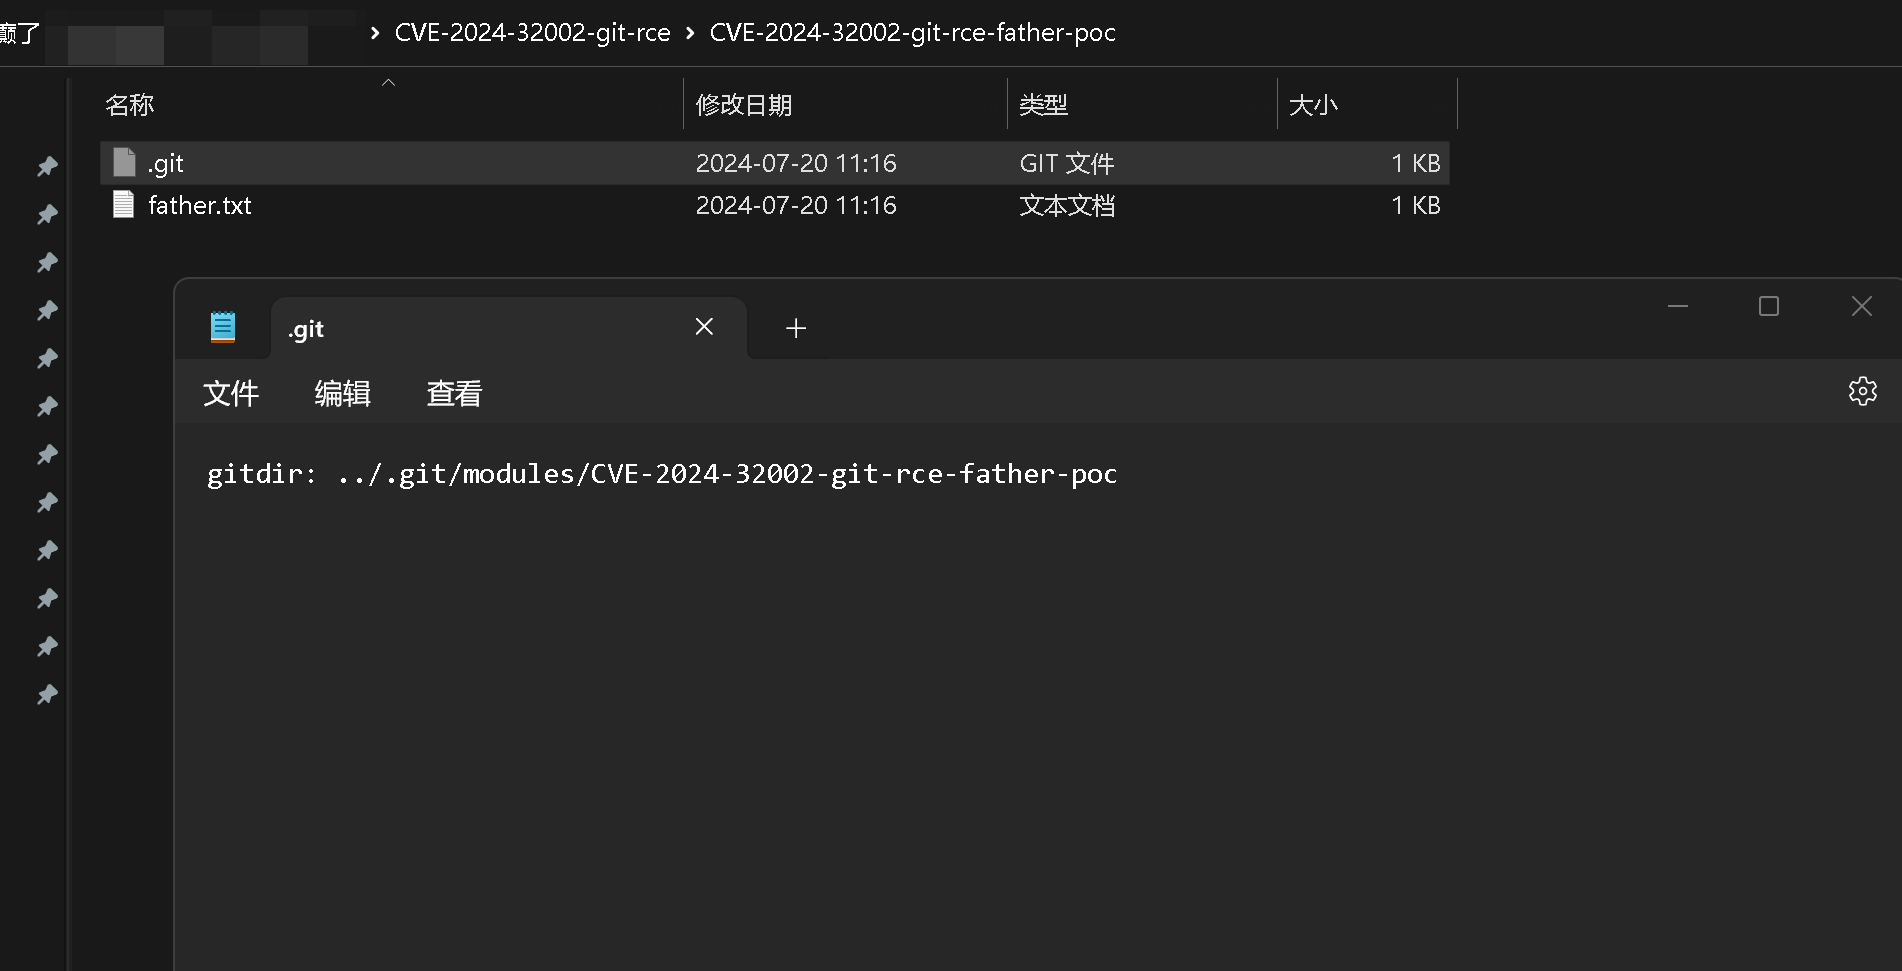 癫了 › CVE-2024-32002-git-rce › CVE-2024-32002-git-rce-father-poc
名称 修改日期 类型 大小
.git 2024-07-20 11:16 GIT 文件 1 KB
father.txt 2024-07-20 11:16 文本文档 1 KB
.git
文件 编辑 查看
gitdir: ../.git/modules/CVE-2024-32002-git-rce-father-poc